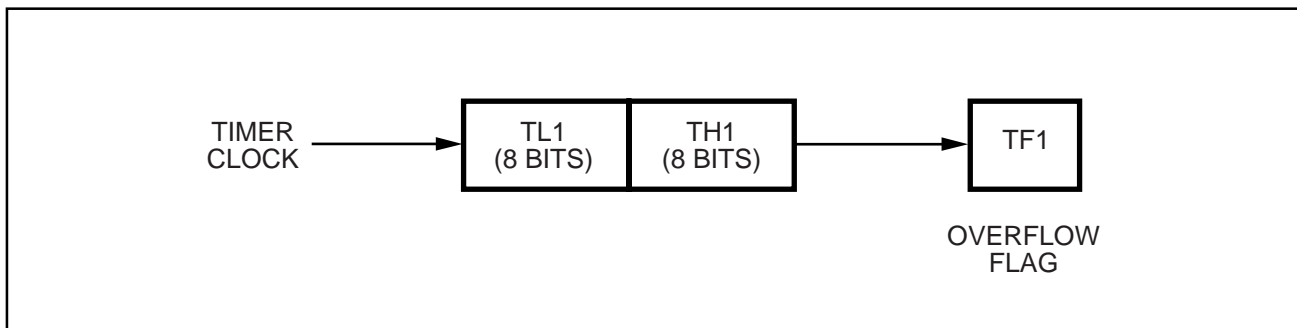 TIMER
CLOCK
TL1
(8 BITS)
TH1
(8 BITS)
TF1
OVERFLOW
FLAG